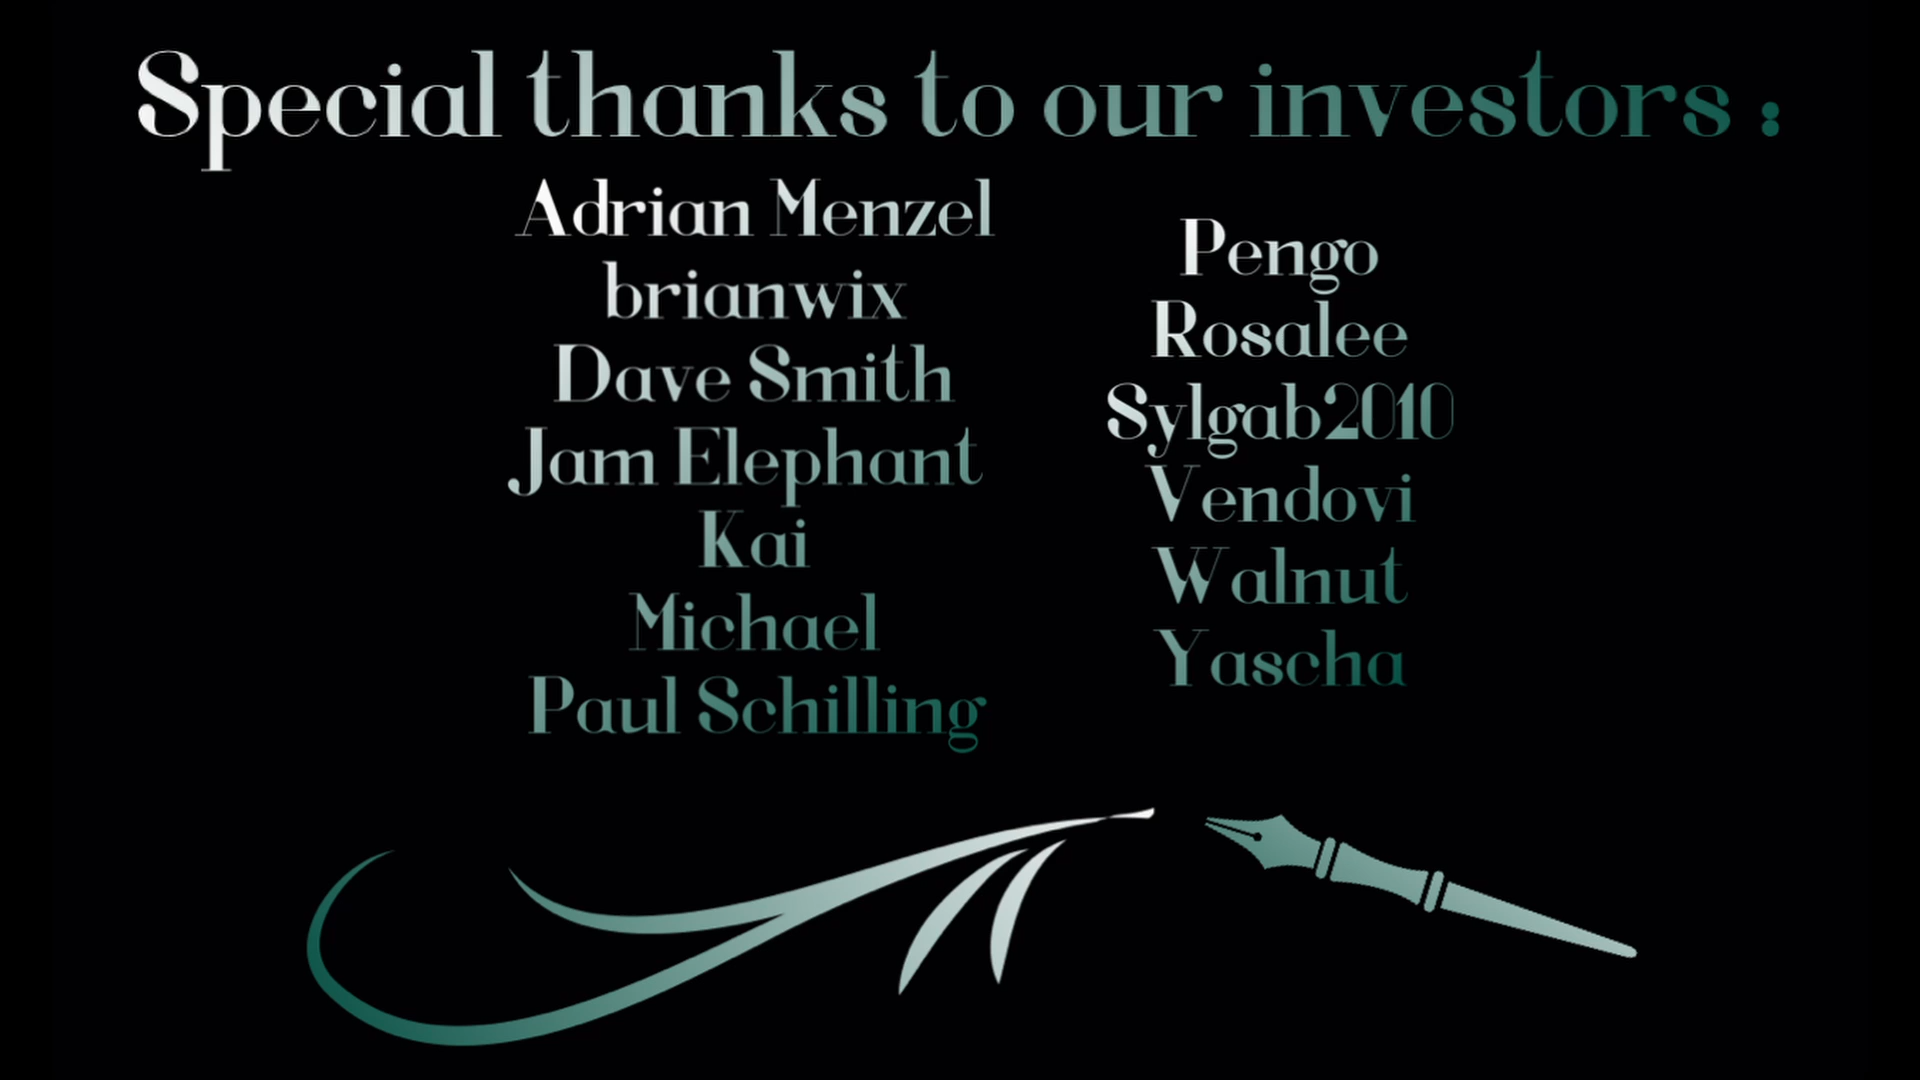 Special thanks to our investors :
Adrian Menzel
brianwix
Dave Smith
Jam Elephant
Kai
Michael
Paul Schilling
Pengo
Rosalee
Sylgab2010
Vendovi
Walnut
Yascha